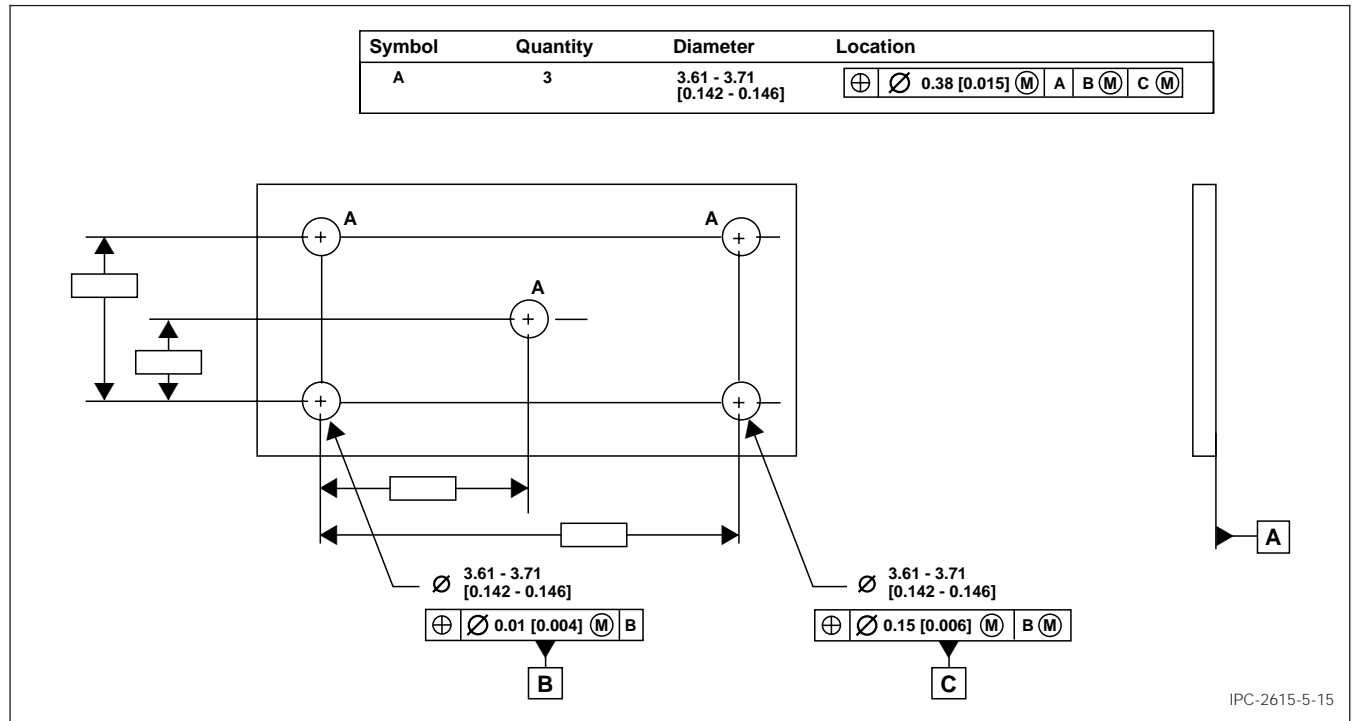 Symbol Quantity Diameter Location
A 3 3.61 - 3.71 ⌖ Ø 0.38 [0.015] Ⓜ A B Ⓜ C Ⓜ
[0.142 - 0.146]
A A
A
A
Ø 3.61 - 3.71 Ø 3.61 - 3.71
[0.142 - 0.146] [0.142 - 0.146]
⌖ Ø 0.01 [0.004] Ⓜ B ⌖ Ø 0.15 [0.006] Ⓜ B Ⓜ
B C
IPC-2615-5-15